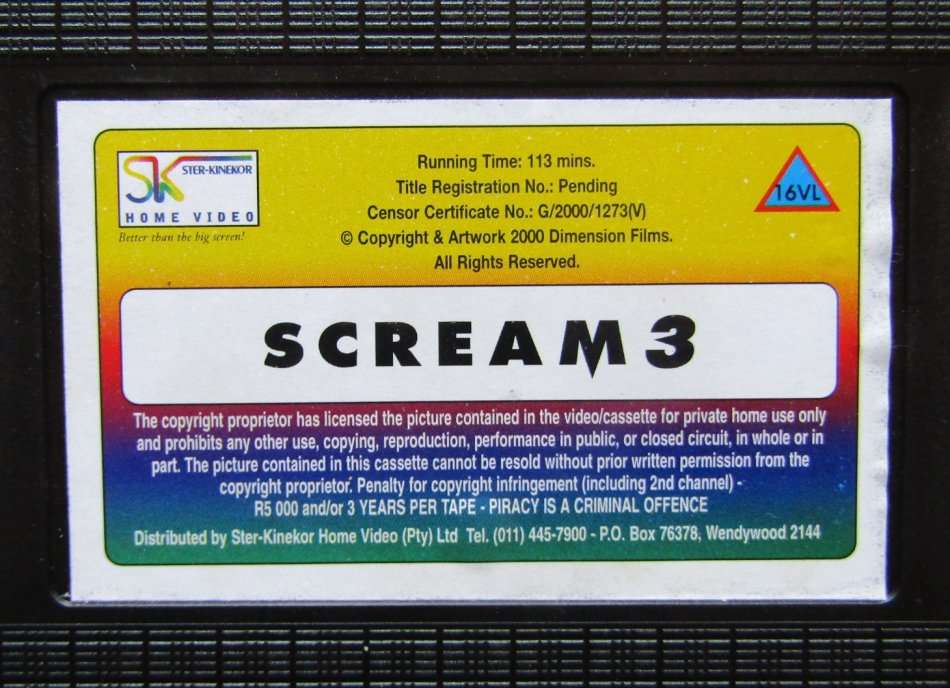 SK STER-KINEKOR
HOME VIDEO
Better than the big screen!
Running Time: 113 mins.
Title Registration No.: Pending
Censor Certificate No.: G/2000/1273(V)
© Copyright & Artwork 2000 Dimension Films.
All Rights Reserved.
16VL
SCREAM 3
The copyright proprietor has licensed the picture contained in the video/cassette for private home use only
and prohibits any other use, copying, reproduction, performance in public, or closed circuit, in whole or in
part. The picture contained in this cassette cannot be resold without prior written permission from the
copyright proprietor. Penalty for copyright infringement (including 2nd channel) -
R5 000 and/or 3 YEARS PER TAPE - PIRACY IS A CRIMINAL OFFENCE
Distributed by Ster-Kinekor Home Video (Pty) Ltd Tel. (011) 445-7900 - P.O. Box 76378, Wendywood 2144